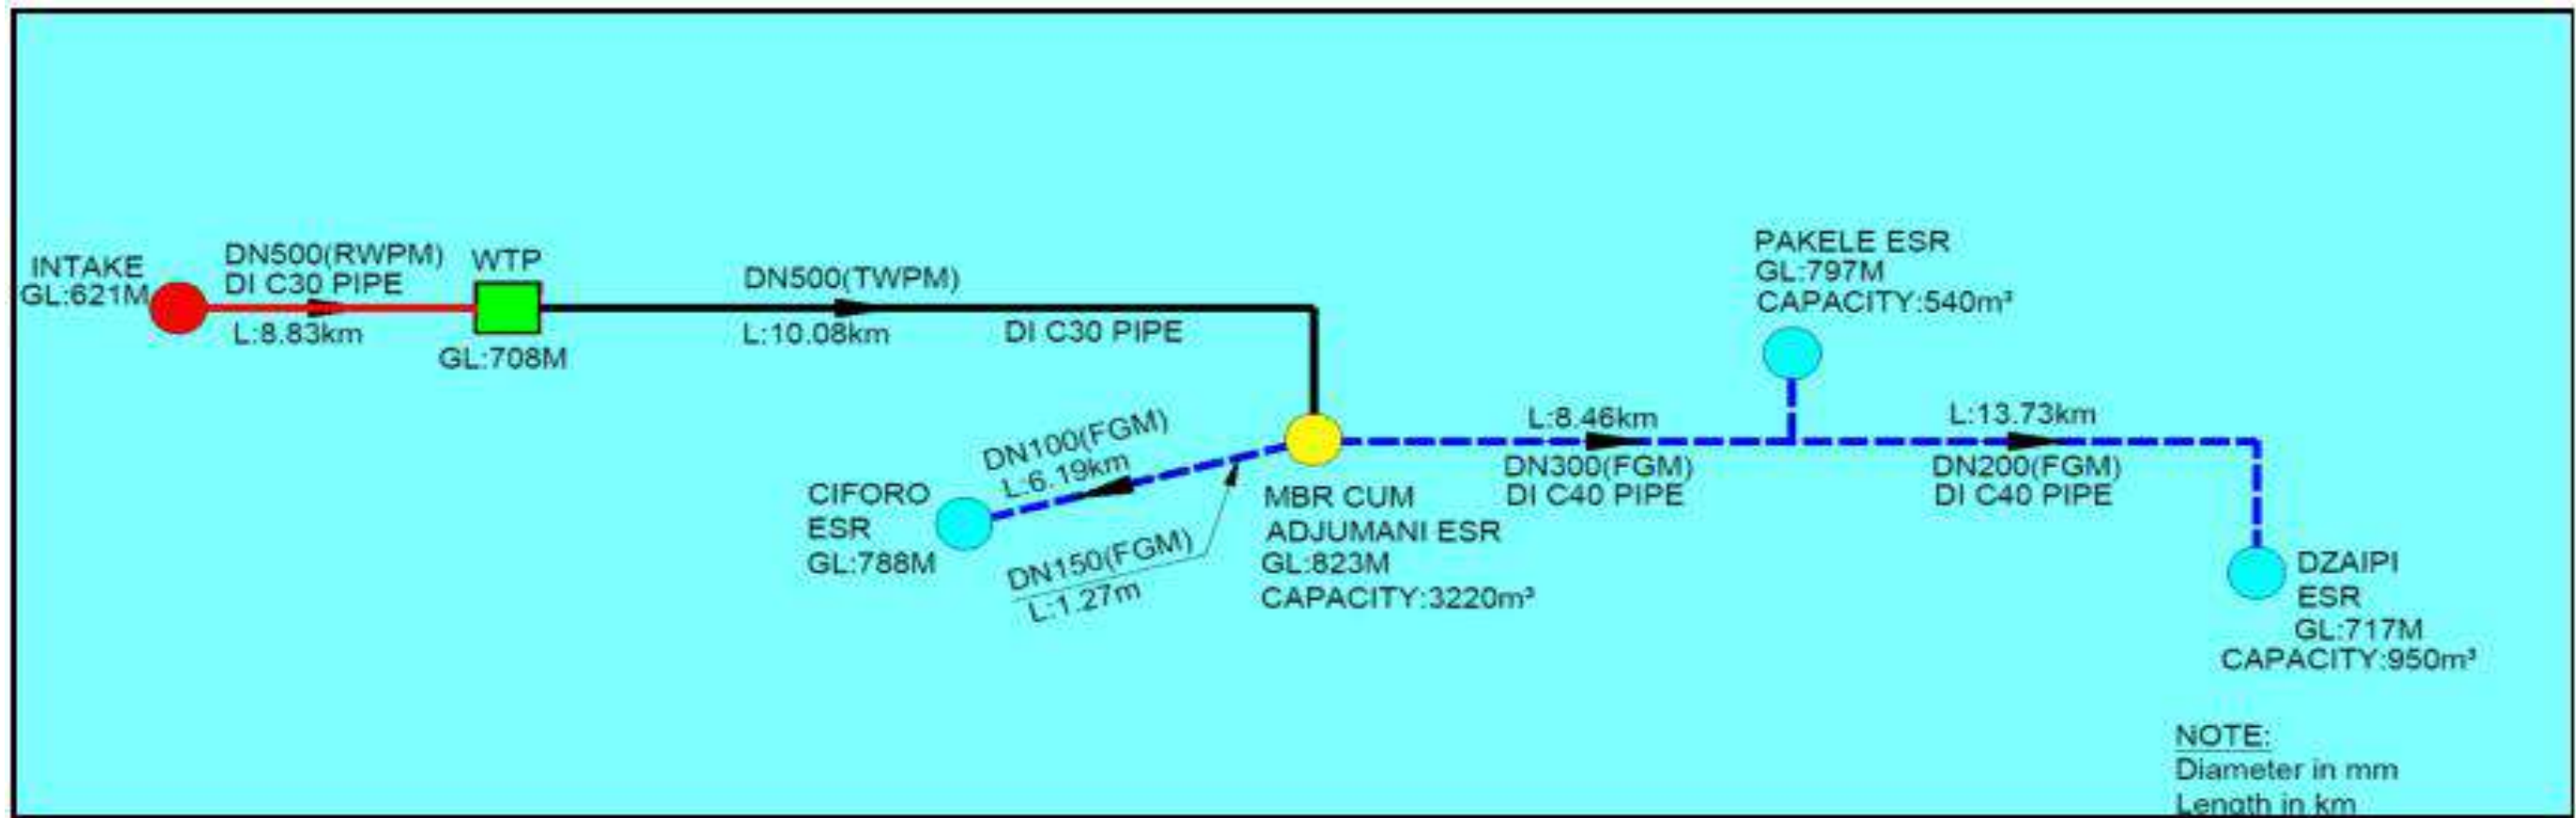 INTAKE
GL:621M
DN500(RWPM)
DI C30 PIPE
L:8.83km
WTP
GL:708M
DN500(TWPM)
L:10.08km
DI C30 PIPE
DN100(FGM)
L:6.19km
CIFORO
ESR
GL:788M
DN150(FGM)
L:1.27m
MBR CUM
ADJUMANI ESR
GL:823M
CAPACITY:3220m³
L:8.46km
DN300(FGM)
DI C40 PIPE
PAKELE ESR
GL:797M
CAPACITY:540m³
L:13.73km
DN200(FGM)
DI C40 PIPE
DZAIPI
ESR
GL:717M
CAPACITY:950m³
NOTE:
Diameter in mm
Length in km